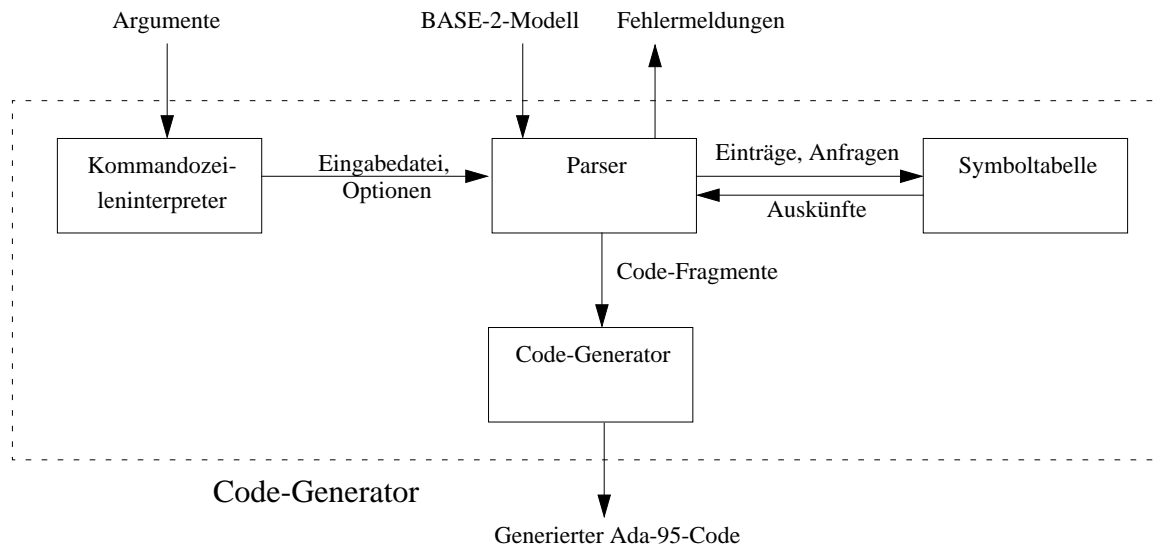 Argumente
BASE-2-Modell
Fehlermeldungen
Kommandozei-
leninterpreter
Eingabedatei,
Optionen
Parser
Einträge, Anfragen
Auskünfte
Symboltabelle
Code-Fragmente
Code-Generator
Code-Generator
Generierter Ada-95-Code